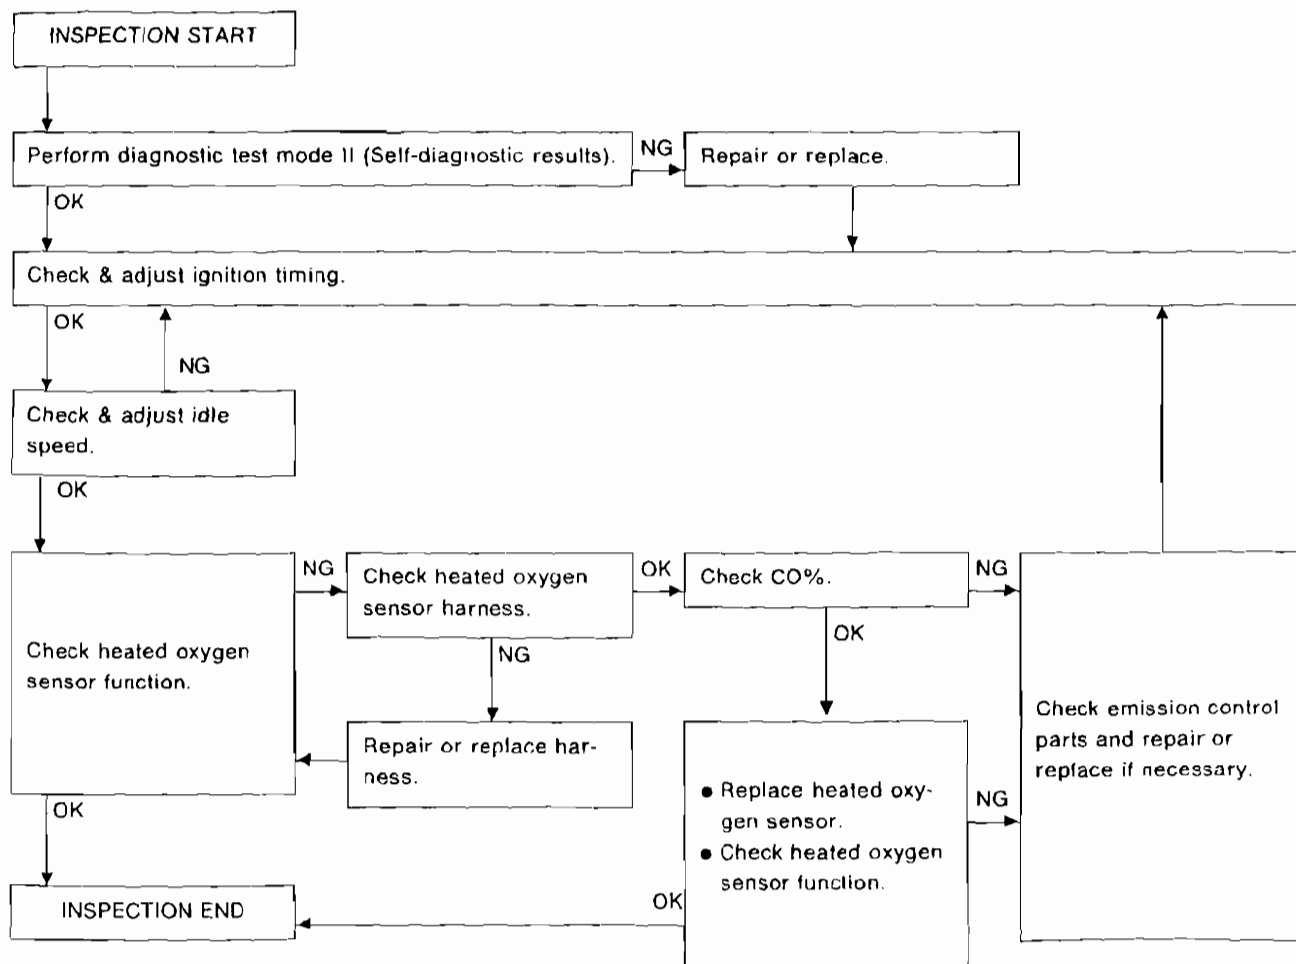 INSPECTION START
Perform diagnostic test mode II (Self-diagnostic results).
NG
Repair or replace.
OK
Check & adjust ignition timing.
OK
NG
Check & adjust idle
speed.
OK
Check heated oxygen
sensor function.
NG
Check heated oxygen
sensor harness.
OK
Check CO%.
NG
NG
OK
Repair or replace har-
ness.
Check emission control
parts and repair or
replace if necessary.
● Replace heated oxy-
gen sensor.
● Check heated oxygen
sensor function.
NG
OK
OK
INSPECTION END